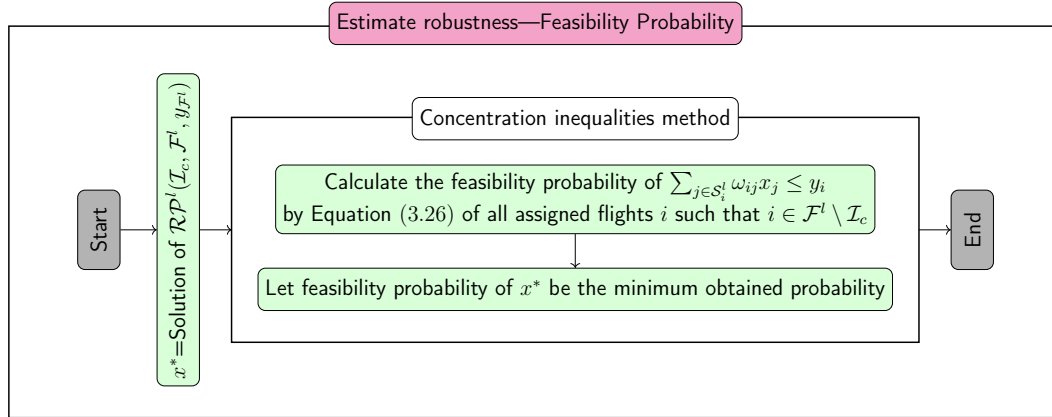 Estimate robustness—Feasibility Probability
Start
x*=Solution of RP^l(I_c, F^l, y_{F^l})
Concentration inequalities method
Calculate the feasibility probability of ∑_{j∈S_i^l} ω_{ij}x_j ≤ y_i
by Equation (3.26) of all assigned flights i such that i ∈ F^l \ I_c
Let feasibility probability of x* be the minimum obtained probability
End